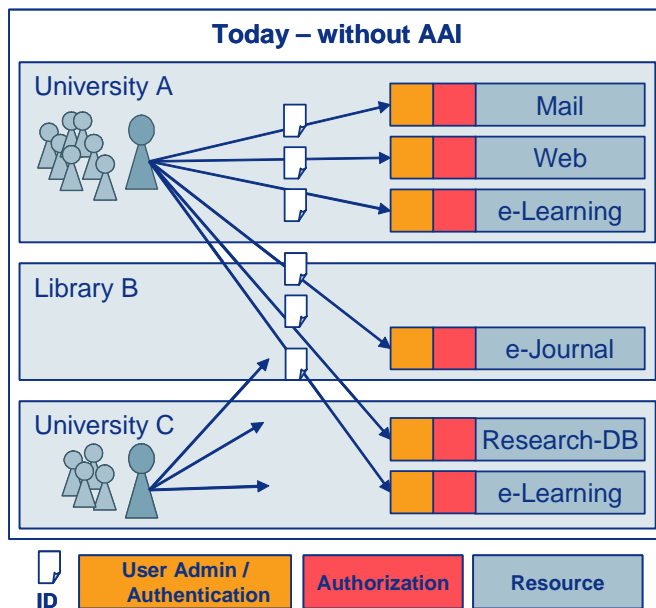 Today – without AAI
University A
Mail
Web
e-Learning
Library B
e-Journal
University C
Research-DB
e-Learning
ID
User Admin /
Authentication
Authorization
Resource